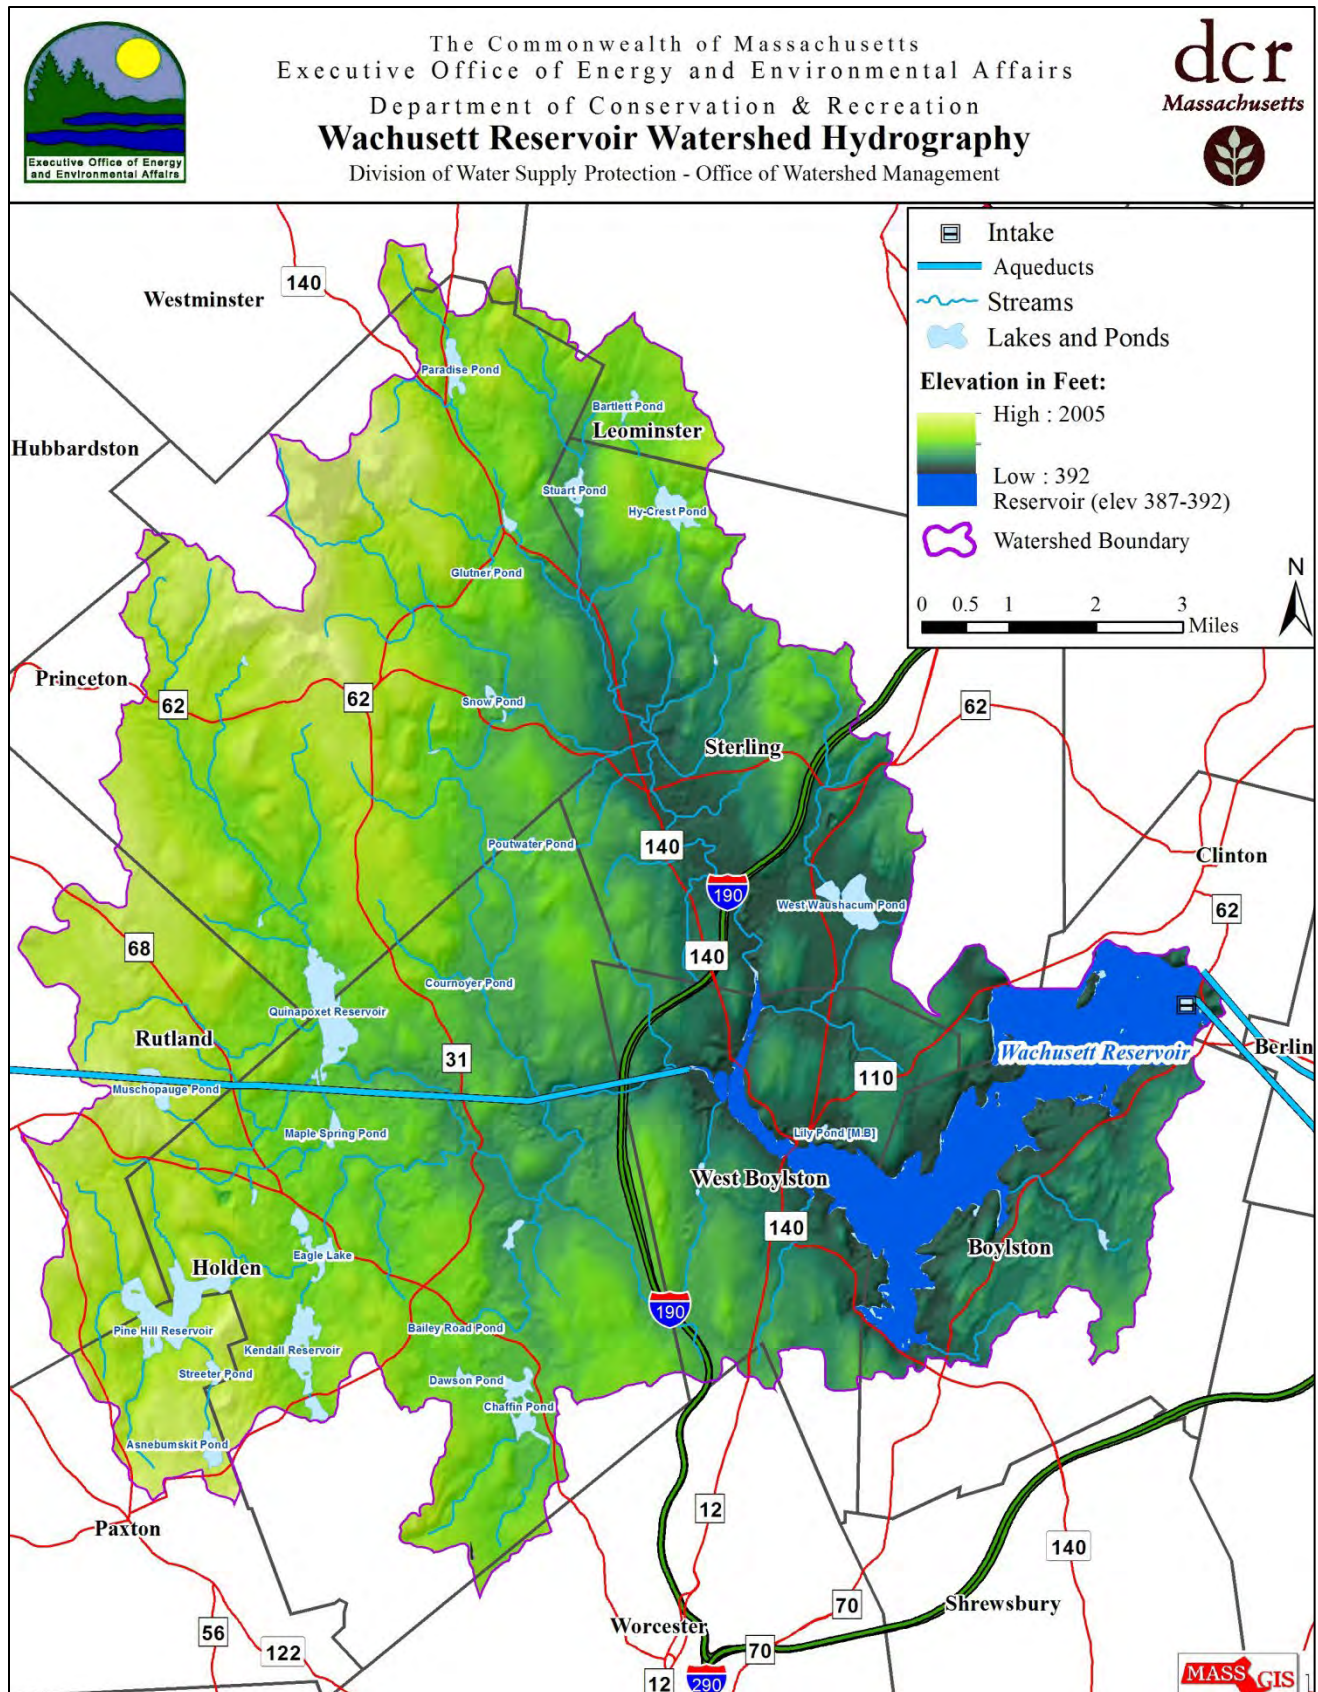 The Commonwealth of Massachusetts
Executive Office of Energy and Environmental Affairs
Department of Conservation & Recreation
Wachusett Reservoir Watershed Hydrography
Division of Water Supply Protection - Office of Watershed Management
Executive Office of Energy
and Environmental Affairs
dcr
Massachusetts
Intake
Aqueducts
Streams
Lakes and Ponds
Elevation in Feet:
High : 2005
Low : 392
Reservoir (elev 387-392)
Watershed Boundary
N
0 0.5 1 2 3
Miles
Westminster
140
Paradise Pond
Bartlett Pond
Leominster
Hubbardston
Stuart Pond
Hy-Crest Pond
Glutner Pond
Princeton
62
62
Snow Pond
62
Sterling
Poutwater Pond
140
Clinton
190
West Waushacum Pond
62
68
140
Cournoyer Pond
Quinapoxet Reservoir
Rutland
31
Wachusett Reservoir
Berlin
110
Muschopauge Pond
Maple Spring Pond
Lily Pond [M.B]
West Boylston
140
Eagle Lake
Boylston
Holden
190
Pine Hill Reservoir
Bailey Road Pond
Kendall Reservoir
Streeter Pond
Dawson Pond
Chaffin Pond
Asnebumskit Pond
12
Paxton
140
70
Shrewsbury
56
Worcester
122
70
12
290
MASS GIS
1